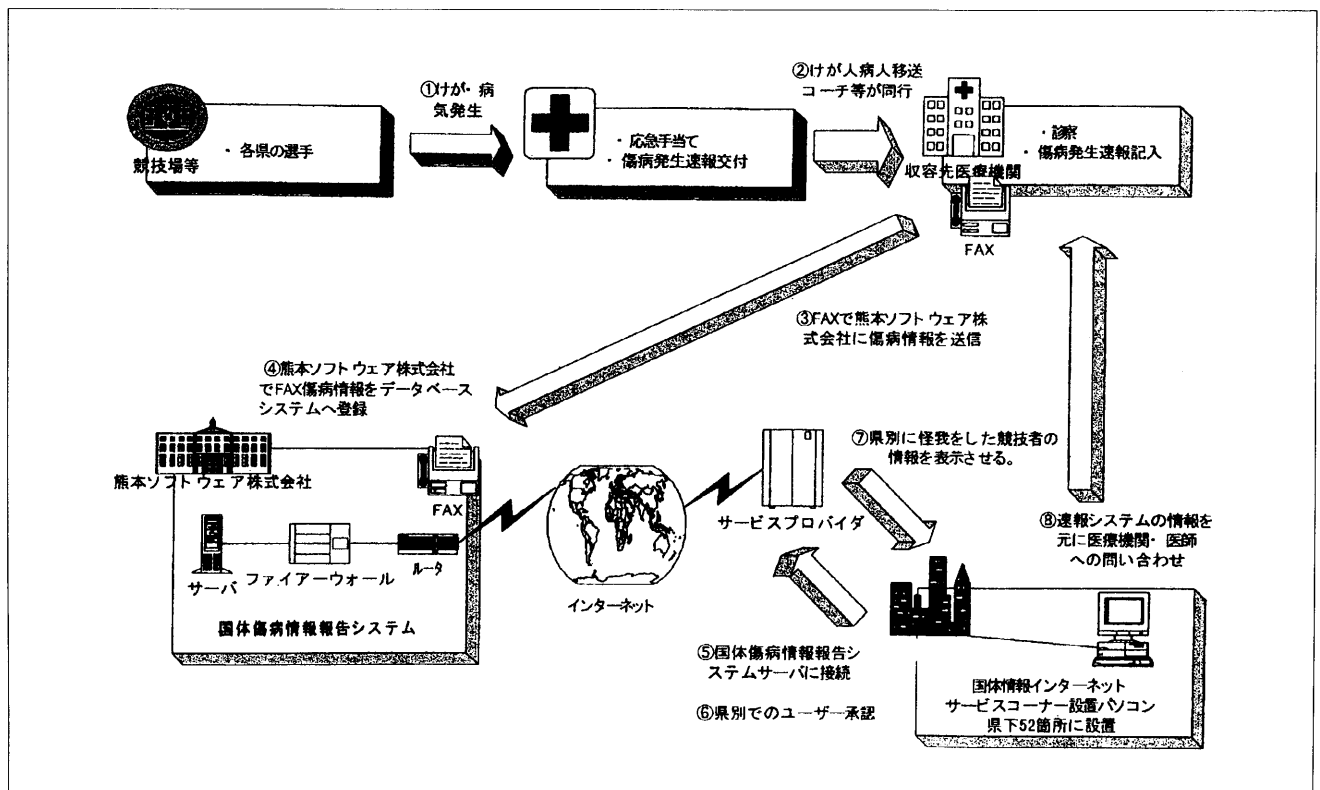 ①けが・病
気発生
②けが人病人移送
コーチ等が同行
競技場等
・各県の選手
・応急手当て
・傷病発生速報交付
・診察
・傷病発生速報記入
収容先医療機関
FAX
③FAXで熊本ソフトウェア株
式会社に傷病情報を送信
④熊本ソフトウェア株式会社
でFAX傷病情報をデータベース
システムへ登録
熊本ソフトウェア株式会社
FAX
サーバ
ファイアーウォール
ルータ
国体傷病情報報告システム
インターネット
サービスプロバイダ
⑦県別に怪我をした競技者の
情報を表示させる。
⑧速報システムの情報を
元に医療機関・医師
への問い合わせ
⑤国体傷病情報報告シ
ステムサーバに接続
⑥県別でのユーザー承認
国体情報インターネット
サービスコーナー設置パソコン
県下52箇所に設置